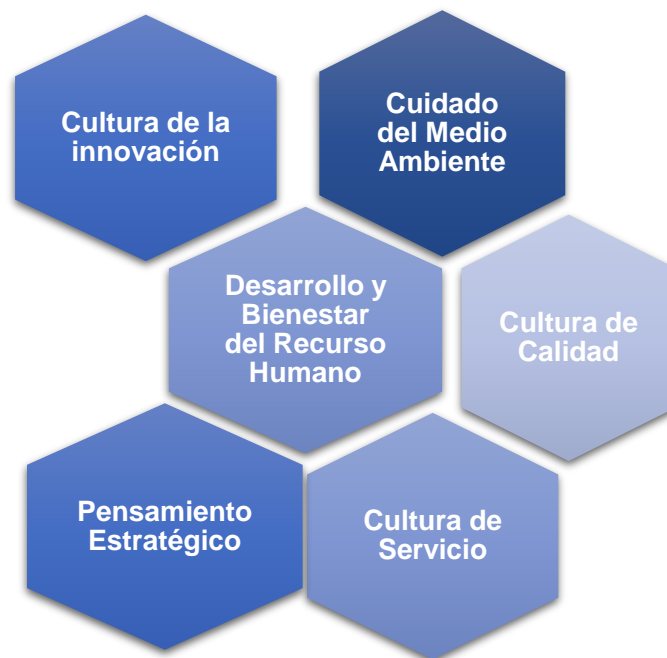 Cultura de la
innovación
Cuidado
del Medio
Ambiente
Desarrollo y
Bienestar
del Recurso
Humano
Cultura de
Calidad
Pensamiento
Estratégico
Cultura de
Servicio